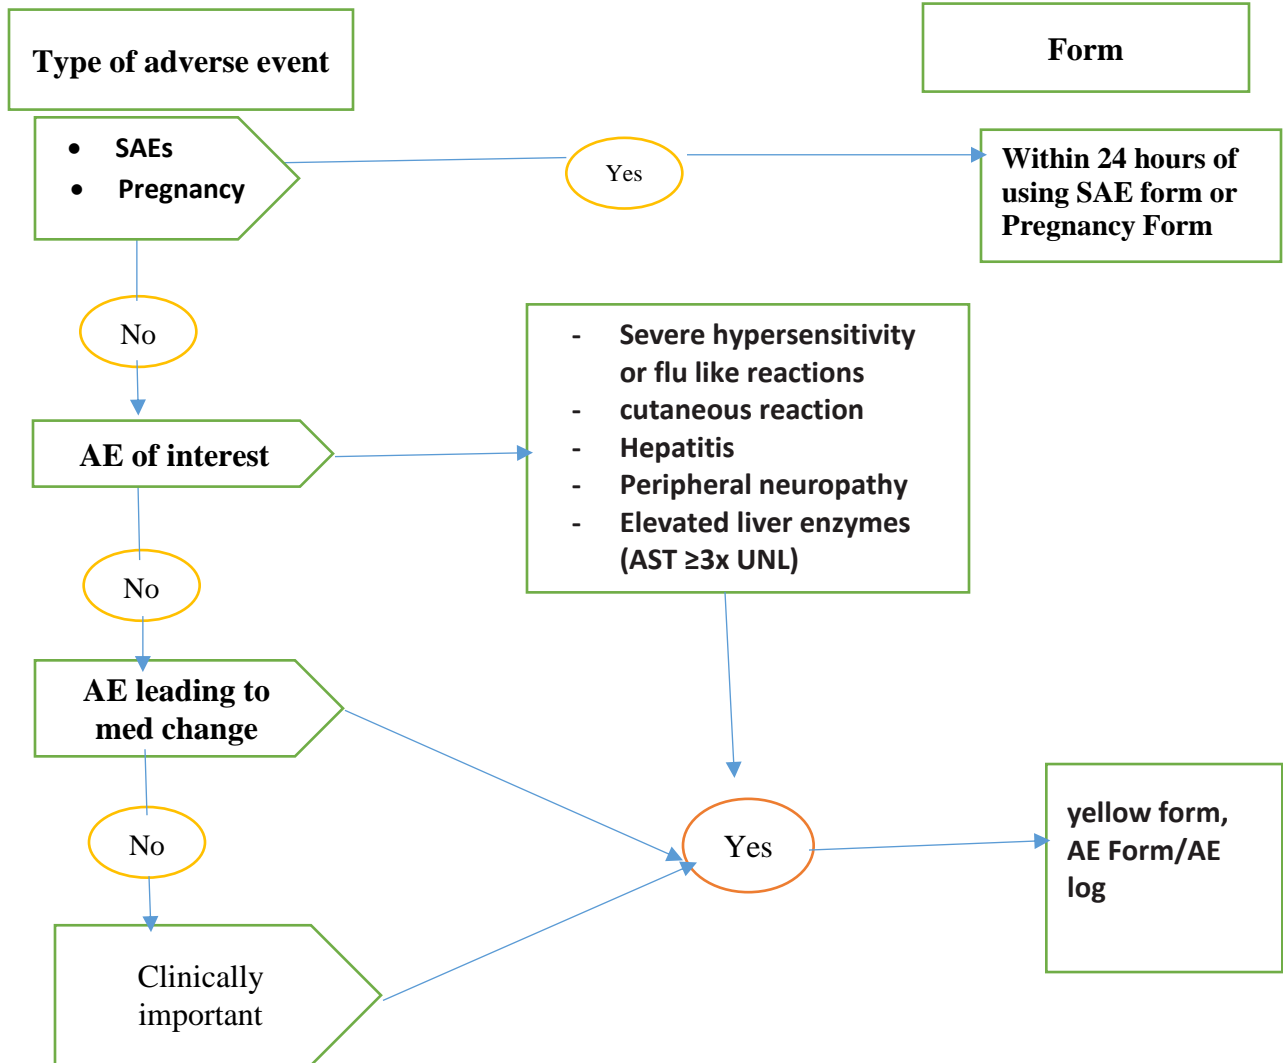 Type of adverse event
Form
• SAEs
• Pregnancy
Yes
Within 24 hours of
using SAE form or
Pregnancy Form
No
- Severe hypersensitivity
or flu like reactions
- cutaneous reaction
- Hepatitis
- Peripheral neuropathy
- Elevated liver enzymes
(AST ≥3x UNL)
AE of interest
No
AE leading to
med change
Yes
yellow form,
AE Form/AE
log
No
Clinically
important